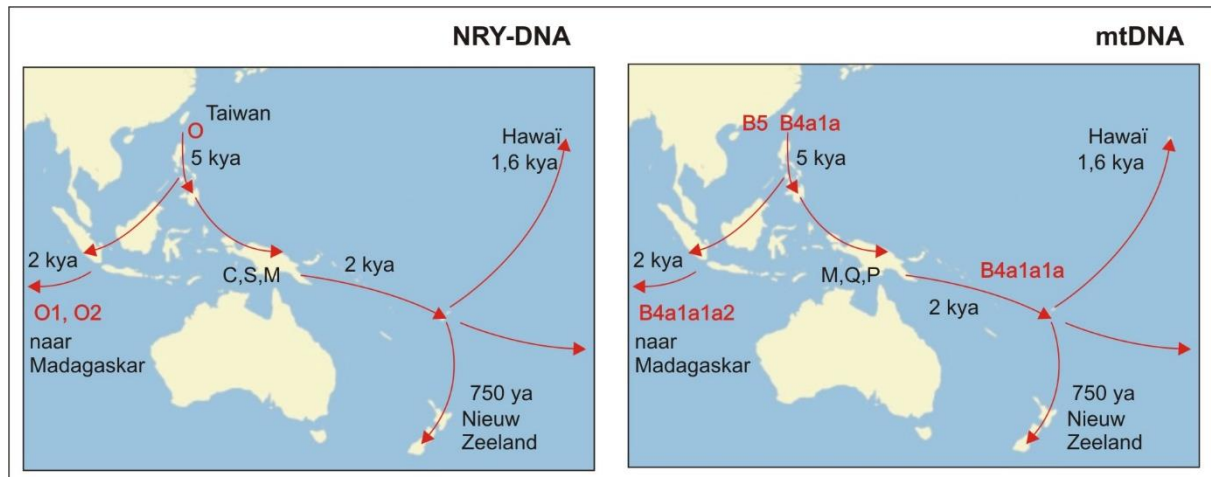 NRY-DNA
Taiwan
O
5 kya
Hawaï
1,6 kya
2 kya
C,S,M
2 kya
O1, O2
naar
Madagaskar
750 ya
Nieuw
Zeeland
mtDNA
B5 B4a1a
5 kya
Hawaï
1,6 kya
2 kya
M,Q,P
B4a1a1a
2 kya
B4a1a1a2
naar
Madagaskar
750 ya
Nieuw
Zeeland